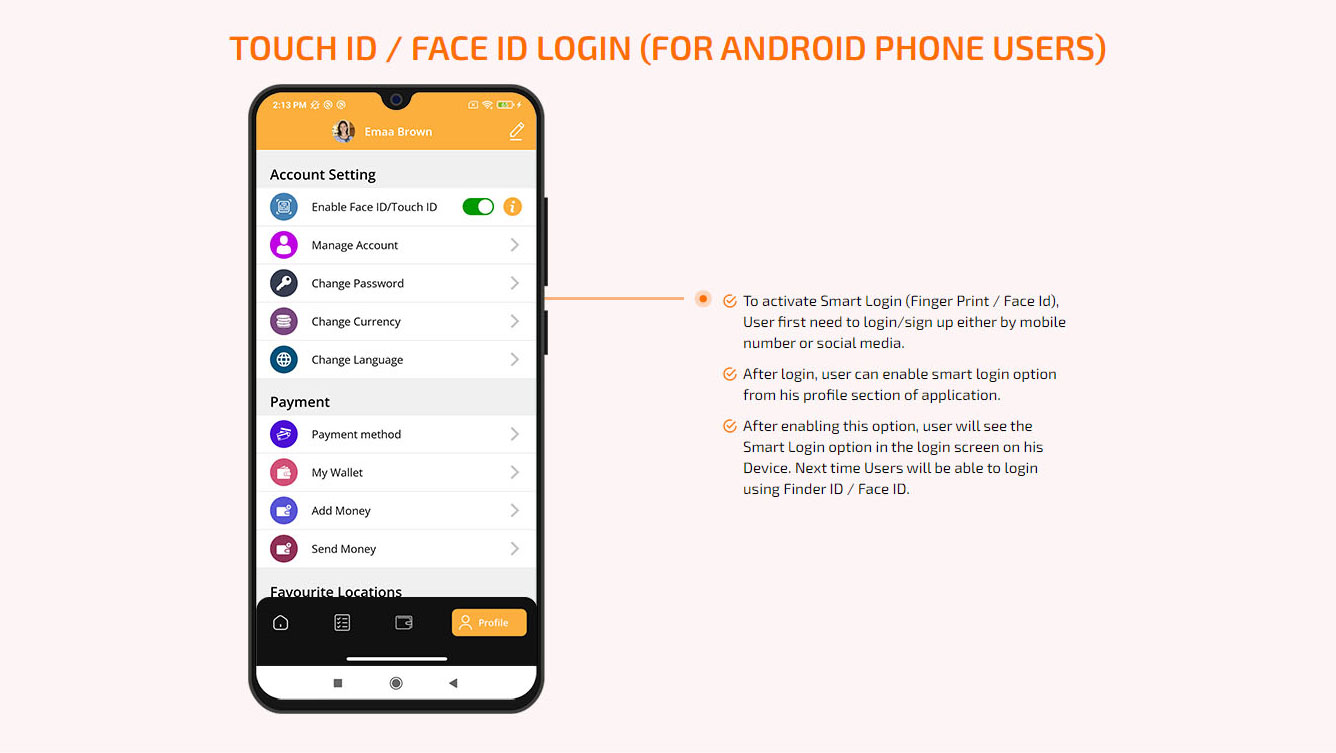 TOUCH ID / FACE ID LOGIN (FOR ANDROID PHONE USERS)
2:13 PM
Emaa Brown
Account Setting
Enable Face ID/Touch ID
Manage Account
Change Password
Change Currency
Change Language
Payment
Payment method
My Wallet
Add Money
Send Money
Favourite Locations
Profile
To activate Smart Login (Finger Print / Face Id),
User first need to login/sign up either by mobile
number or social media.
After login, user can enable smart login option
from his profile section of application.
After enabling this option, user will see the
Smart Login option in the login screen on his
Device. Next time Users will be able to login
using Finder ID / Face ID.